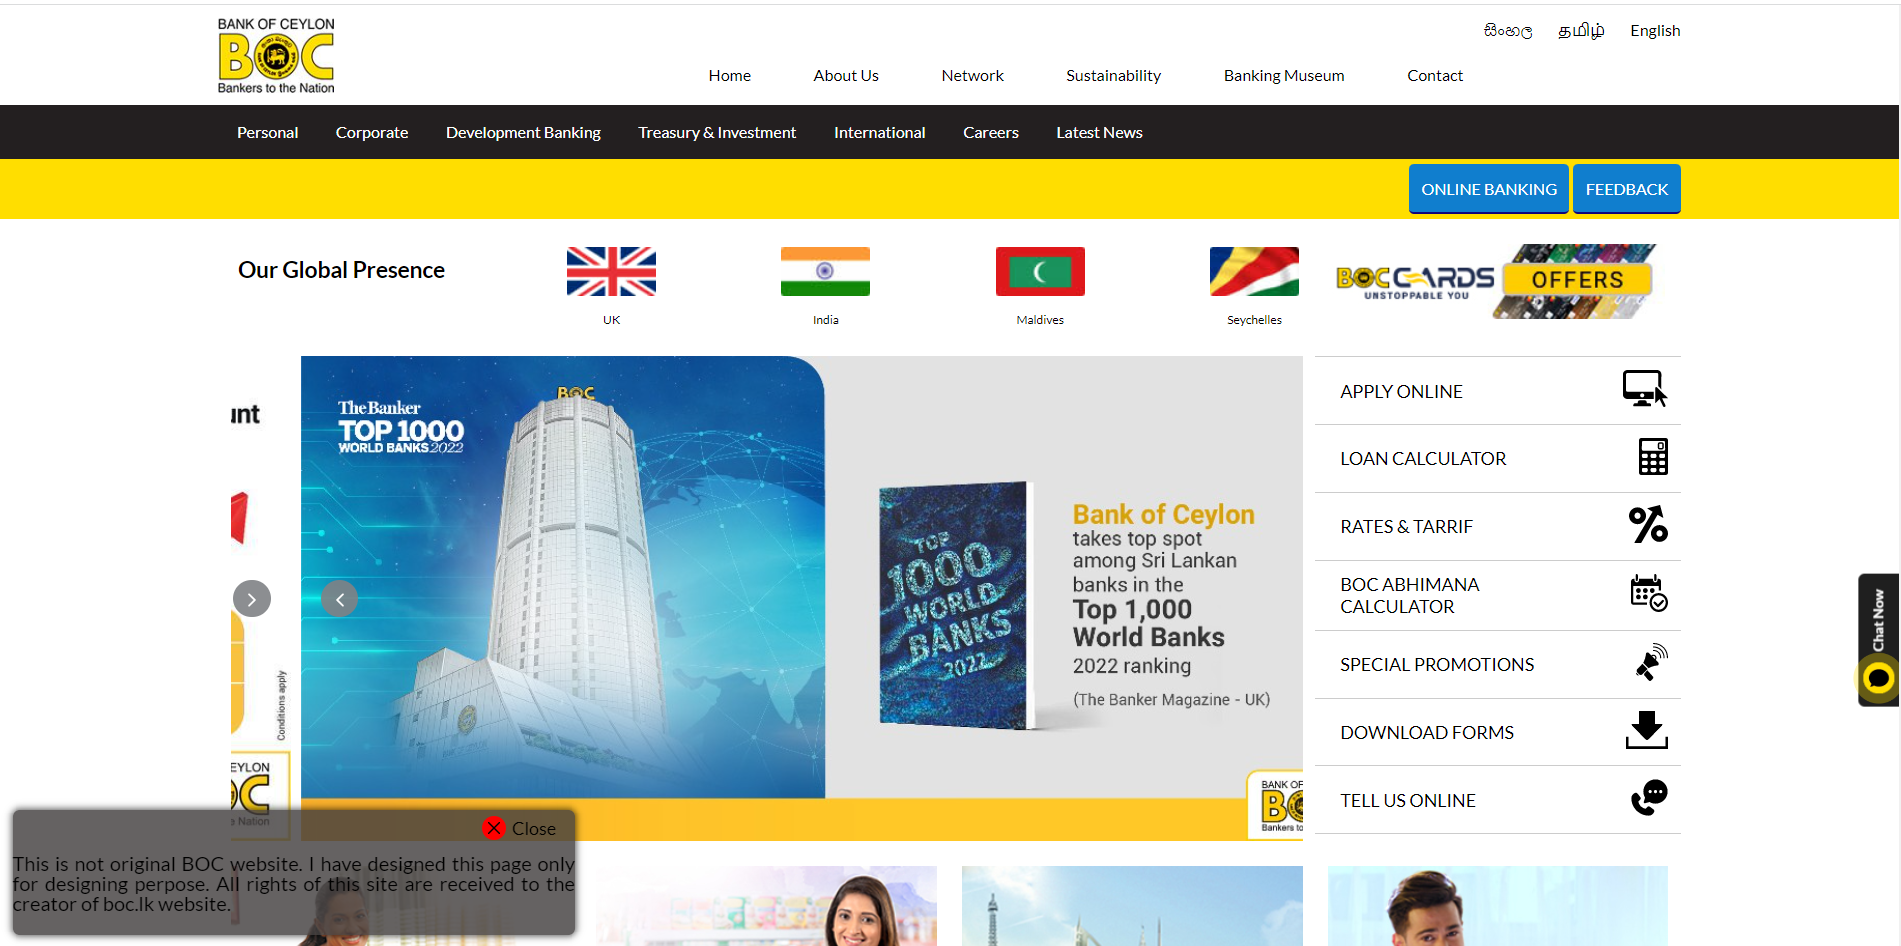 BANK OF CEYLON
BOC
Bankers to the Nation
සිංහල தமிழ் English
Home About Us Network Sustainability Banking Museum Contact
Personal Corporate Development Banking Treasury & Investment International Careers Latest News
ONLINE BANKING FEEDBACK
Our Global Presence
UK India Maldives Seychelles
BOC CARDS
UNSTOPPABLE YOU
OFFERS
unt
Conditions apply
EYLON
OC
e Nation
The Banker
TOP 1000
WORLD BANKS 2022
BOC
TOP
1000
WORLD
BANKS
2022
Bank of Ceylon
takes top spot
among Sri Lankan
banks in the
Top 1,000
World Banks
2022 ranking
(The Banker Magazine - UK)
BANK OF
BO
Bankers to
APPLY ONLINE
LOAN CALCULATOR
RATES & TARRIF
BOC ABHIMANA
CALCULATOR
SPECIAL PROMOTIONS
DOWNLOAD FORMS
TELL US ONLINE
Chat Now
Close
This is not original BOC website. I have designed this page only
for designing perpose. All rights of this site are received to the
creator of boc.lk website.